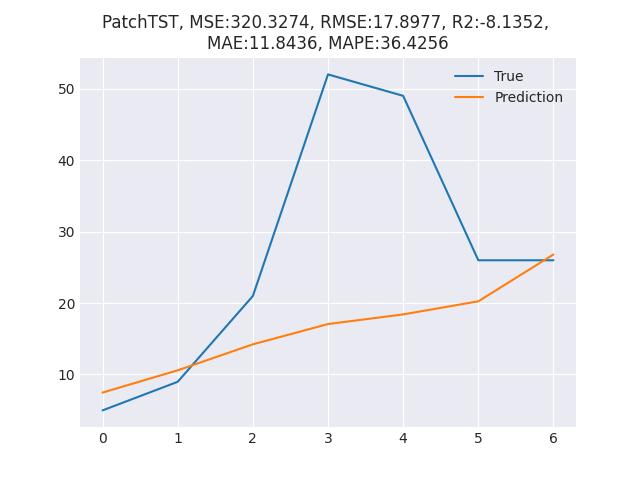 PatchTST, MSE:320.3274, RMSE:17.8977, R2:-8.1352,
MAE:11.8436, MAPE:36.4256
True
Prediction
50
40
30
20
10
0 1 2 3 4 5 6